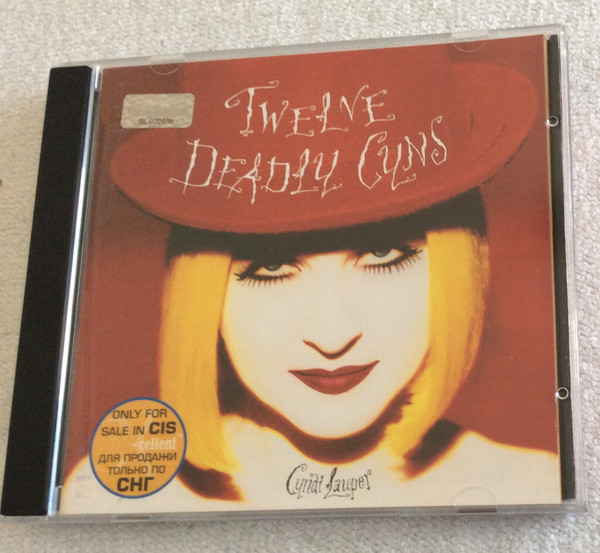 TWELVE
DEADLY CYNS
ONLY FOR
SALE IN CIS
-cellent
ДЛЯ ПРОДАЖИ
ТОЛЬКО ПО
СНГ
Cyndi Lauper